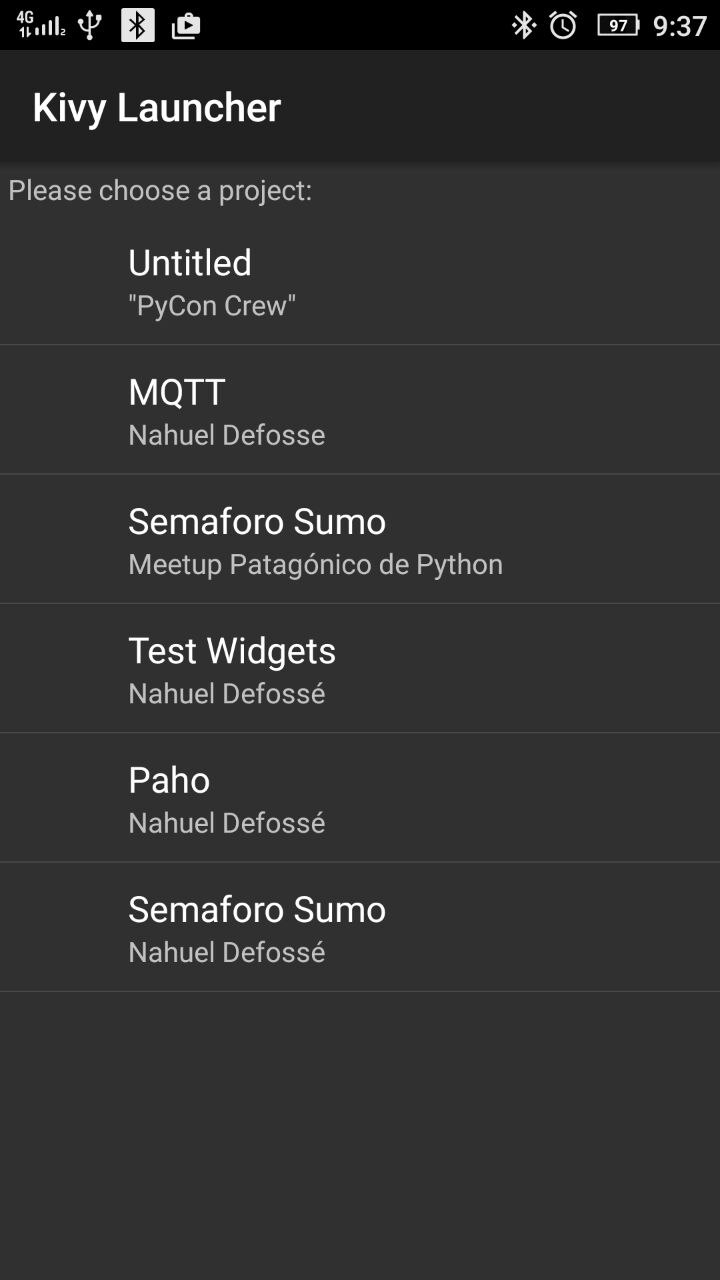 4G 2 97 9:37
Kivy Launcher
Please choose a project:
Untitled
"PyCon Crew"
MQTT
Nahuel Defosse
Semaforo Sumo
Meetup Patagónico de Python
Test Widgets
Nahuel Defossé
Paho
Nahuel Defossé
Semaforo Sumo
Nahuel Defossé